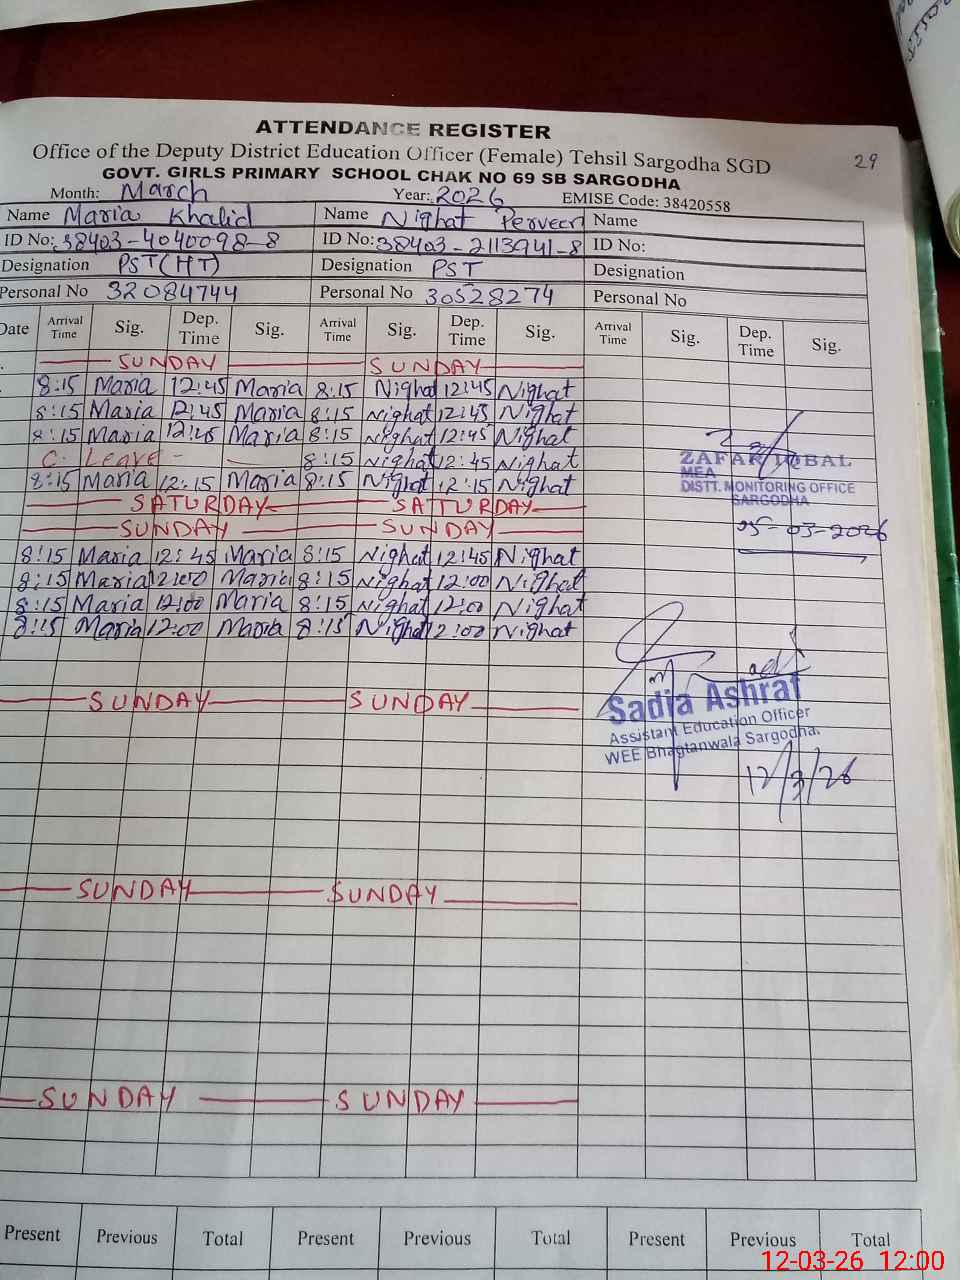 ATTENDANCE REGISTER
Office of the Deputy District Education Officer (Female) Tehsil Sargodha SGD
29
GOVT. GIRLS PRIMARY SCHOOL CHAK NO 69 SB SARGODHA
Month: March Year: 2026 EMISE Code: 38420558
Name Maria Khalid Name Nighat Perveen Name
ID No: 38403-4040098-8 ID No: 38403-2113941-8 ID No:
Designation PST(HT) Designation PST Designation
Personal No 32084744 Personal No 30528274 Personal No
Date Arrival Time Sig. Dep. Time Sig. Arrival Time Sig. Dep. Time Sig. Arrival Time Sig. Dep. Time Sig.
SUNDAY SUNDAY
8:15 Maria 12:45 Maria 8:15 Nighat 12:45 Nighat
8:15 Maria 12:45 Maria 8:15 Nighat 12:45 Nighat
8:15 Maria 12:45 Maria 8:15 Nighat 12:45 Nighat
C. Leave - 8:15 Nighat 12:45 Nighat
8:15 Maria 12:15 Maria 8:15 Nighat 12:15 Nighat
SATURDAY SATURDAY
SUNDAY SUNDAY
8:15 Maria 12:45 Maria 8:15 Nighat 12:45 Nighat
8:15 Maria 12:00 Maria 8:15 Nighat 12:00 Nighat
8:15 Maria 12:00 Maria 8:15 Nighat 12:00 Nighat
8:15 Maria 12:00 Maria 8:15 Nighat 12:00 Nighat
ZAFAR IQBAL
MEA
DISTT. MONITORING OFFICE
SARGODHA
05-03-2026
Sadia Ashraf
Assistant Education Officer
WEE Bhagtanwala Sargodha.
12/3/26
SUNDAY SUNDAY
SUNDAY SUNDAY
SUNDAY SUNDAY
Present Previous Total Present Previous Total Present Previous Total
12-03-26 12:00